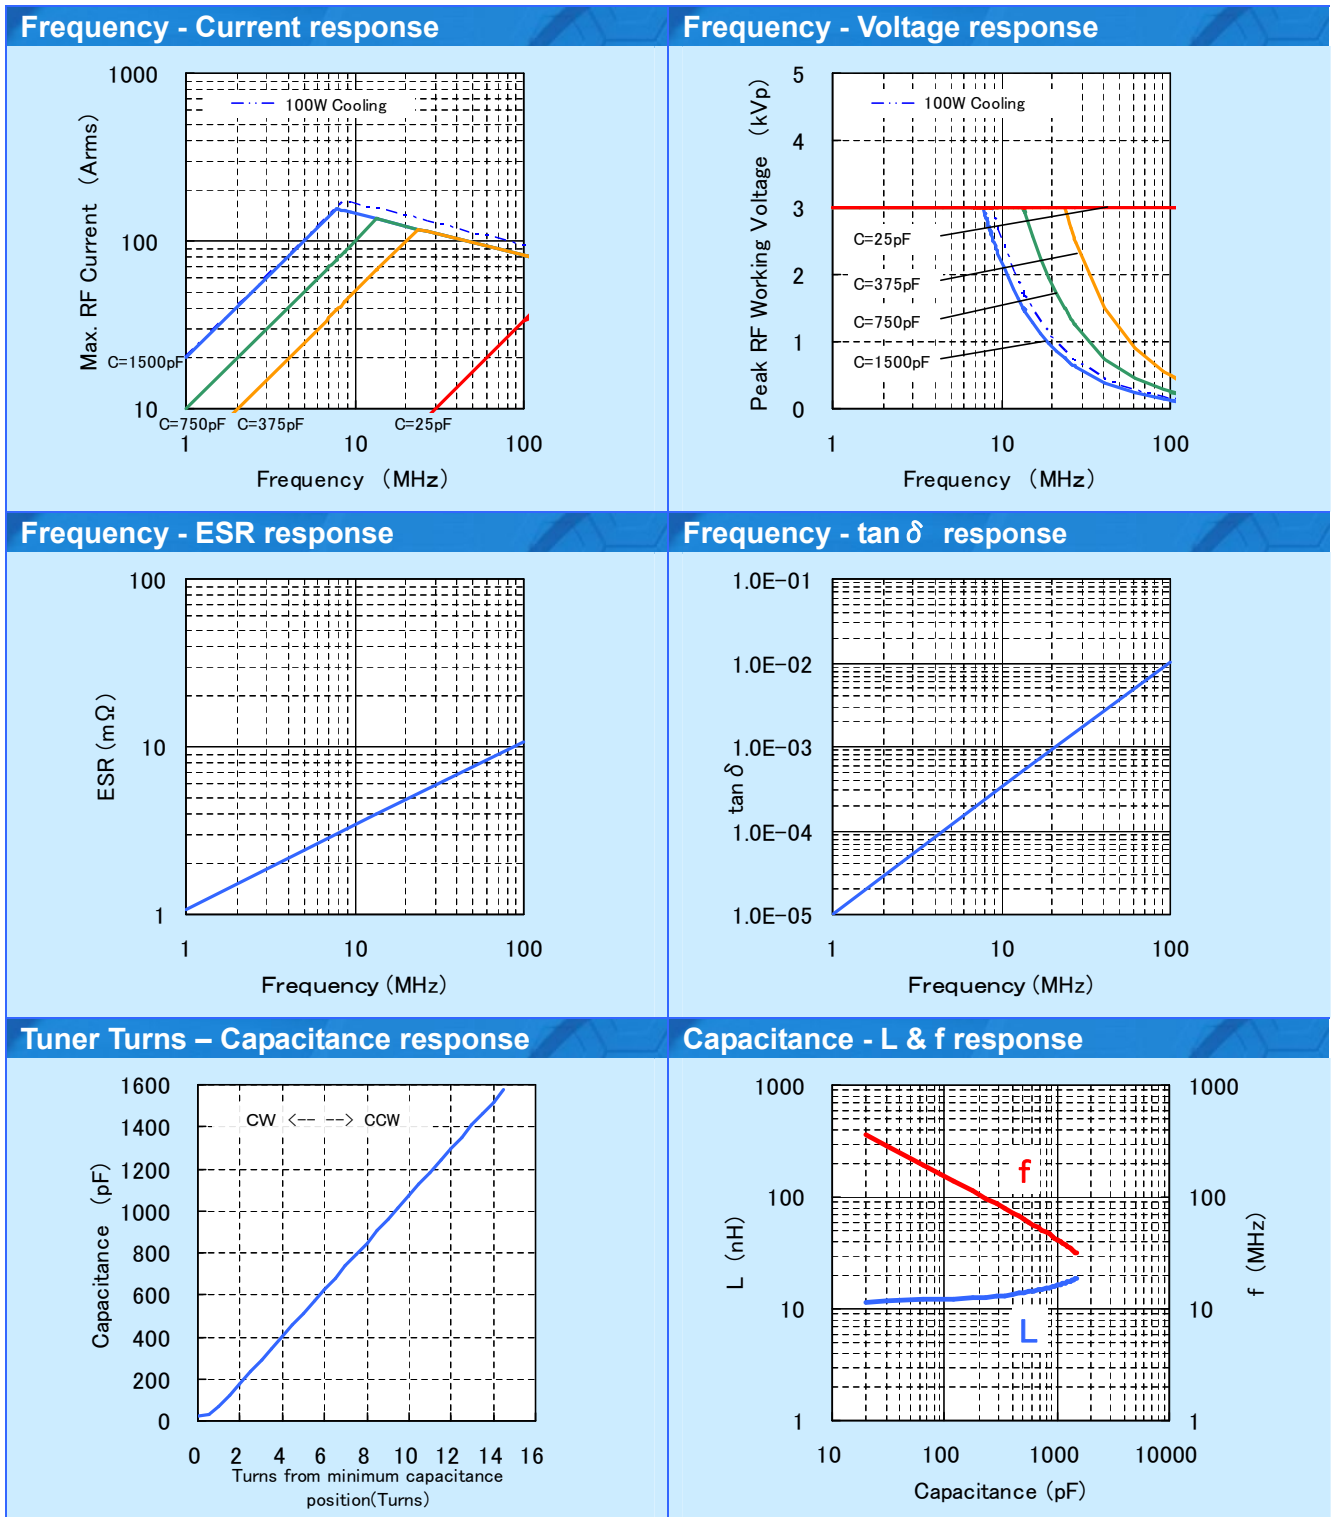 Frequency - Current response
1000
100
10
Max. RF Current (Arms)
100W Cooling
C=1500pF
C=750pF C=375pF C=25pF
1 10 100
Frequency (MHz)
Frequency - Voltage response
5
4
3
2
1
0
Peak RF Working Voltage (kVp)
100W Cooling
C=25pF
C=375pF
C=750pF
C=1500pF
1 10 100
Frequency (MHz)
Frequency - ESR response
100
10
1
ESR (mΩ)
1 10 100
Frequency (MHz)
Frequency - tan δ response
1.0E-01
1.0E-02
1.0E-03
1.0E-04
1.0E-05
tan δ
1 10 100
Frequency (MHz)
Tuner Turns – Capacitance response
1600
1400
1200
1000
800
600
400
200
0
Capacitance (pF)
CW <-- --> CCW
0 2 4 6 8 10 12 14 16
Turns from minimum capacitance
position(Turns)
Capacitance - L & f response
1000
100
10
1
L (nH)
f
L
1000
100
10
1
f (MHz)
10 100 1000 10000
Capacitance (pF)